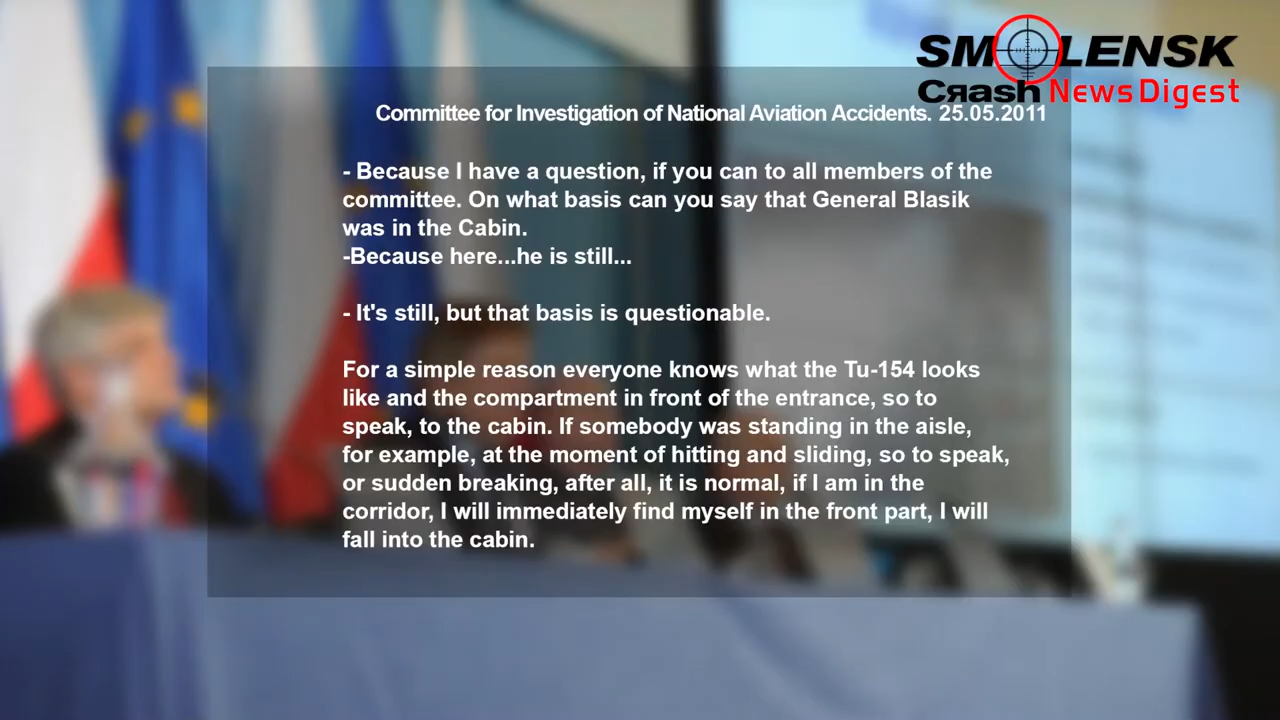 SMOLENSK
Crash News Digest
Committee for Investigation of National Aviation Accidents. 25.05.2011
- Because I have a question, if you can to all members of the
committee. On what basis can you say that General Blasik
was in the Cabin.
-Because here...he is still...
- It's still, but that basis is questionable.
For a simple reason everyone knows what the Tu-154 looks
like and the compartment in front of the entrance, so to
speak, to the cabin. If somebody was standing in the aisle,
for example, at the moment of hitting and sliding, so to speak,
or sudden breaking, after all, it is normal, if I am in the
corridor, I will immediately find myself in the front part, I will
fall into the cabin.